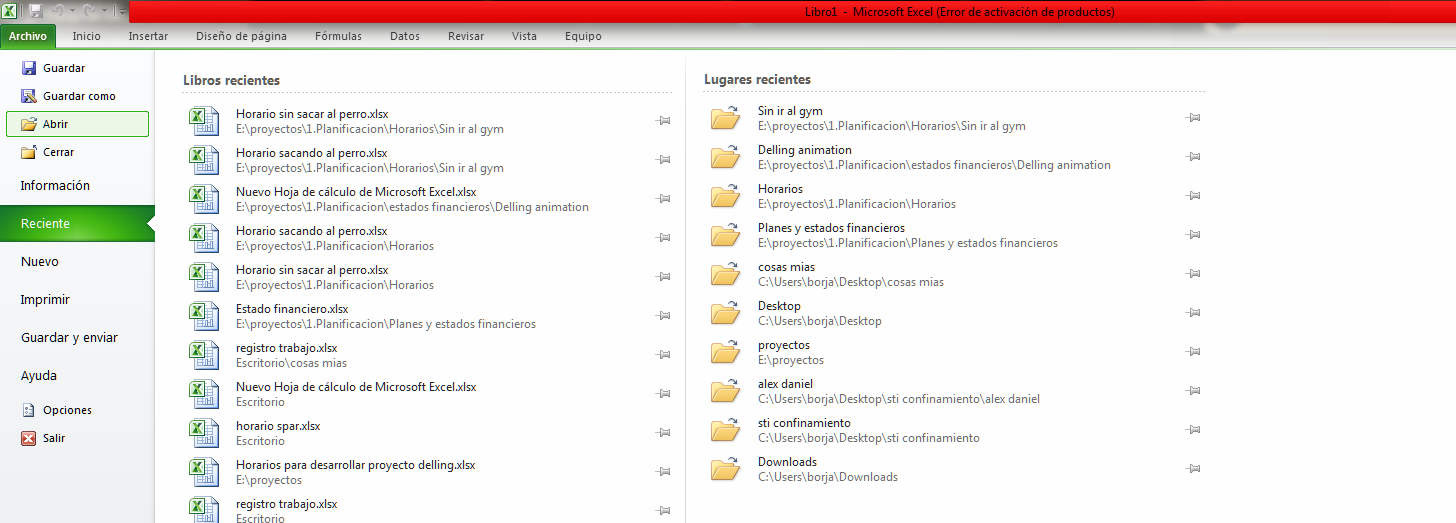 Libro1 - Microsoft Excel (Error de activación de productos)
Archivo Inicio Insertar Diseño de página Fórmulas Datos Revisar Vista Equipo
Guardar
Guardar como
Abrir
Cerrar
Información
Reciente
Nuevo
Imprimir
Guardar y enviar
Ayuda
Opciones
Salir
Libros recientes
Horario sin sacar al perro.xlsx
E:\proyectos\1.Planificacion\Horarios\Sin ir al gym
Horario sacando al perro.xlsx
E:\proyectos\1.Planificacion\Horarios\Sin ir al gym
Nuevo Hoja de cálculo de Microsoft Excel.xlsx
E:\proyectos\1.Planificacion\estados financieros\Delling animation
Horario sacando al perro.xlsx
E:\proyectos\1.Planificacion\Horarios
Horario sin sacar al perro.xlsx
E:\proyectos\1.Planificacion\Horarios
Estado financiero.xlsx
E:\proyectos\1.Planificacion\Planes y estados financieros
registro trabajo.xlsx
Escritorio\cosas mias
Nuevo Hoja de cálculo de Microsoft Excel.xlsx
Escritorio
horario spar.xlsx
Escritorio
Horarios para desarrollar proyecto delling.xlsx
E:\proyectos
registro trabajo.xlsx
Escritorio
Lugares recientes
Sin ir al gym
E:\proyectos\1.Planificacion\Horarios\Sin ir al gym
Delling animation
E:\proyectos\1.Planificacion\estados financieros\Delling animation
Horarios
E:\proyectos\1.Planificacion\Horarios
Planes y estados financieros
E:\proyectos\1.Planificacion\Planes y estados financieros
cosas mias
C:\Users\borja\Desktop\cosas mias
Desktop
C:\Users\borja\Desktop
proyectos
E:\proyectos
alex daniel
C:\Users\borja\Desktop\sti confinamiento\alex daniel
sti confinamiento
C:\Users\borja\Desktop\sti confinamiento
Downloads
C:\Users\borja\Downloads